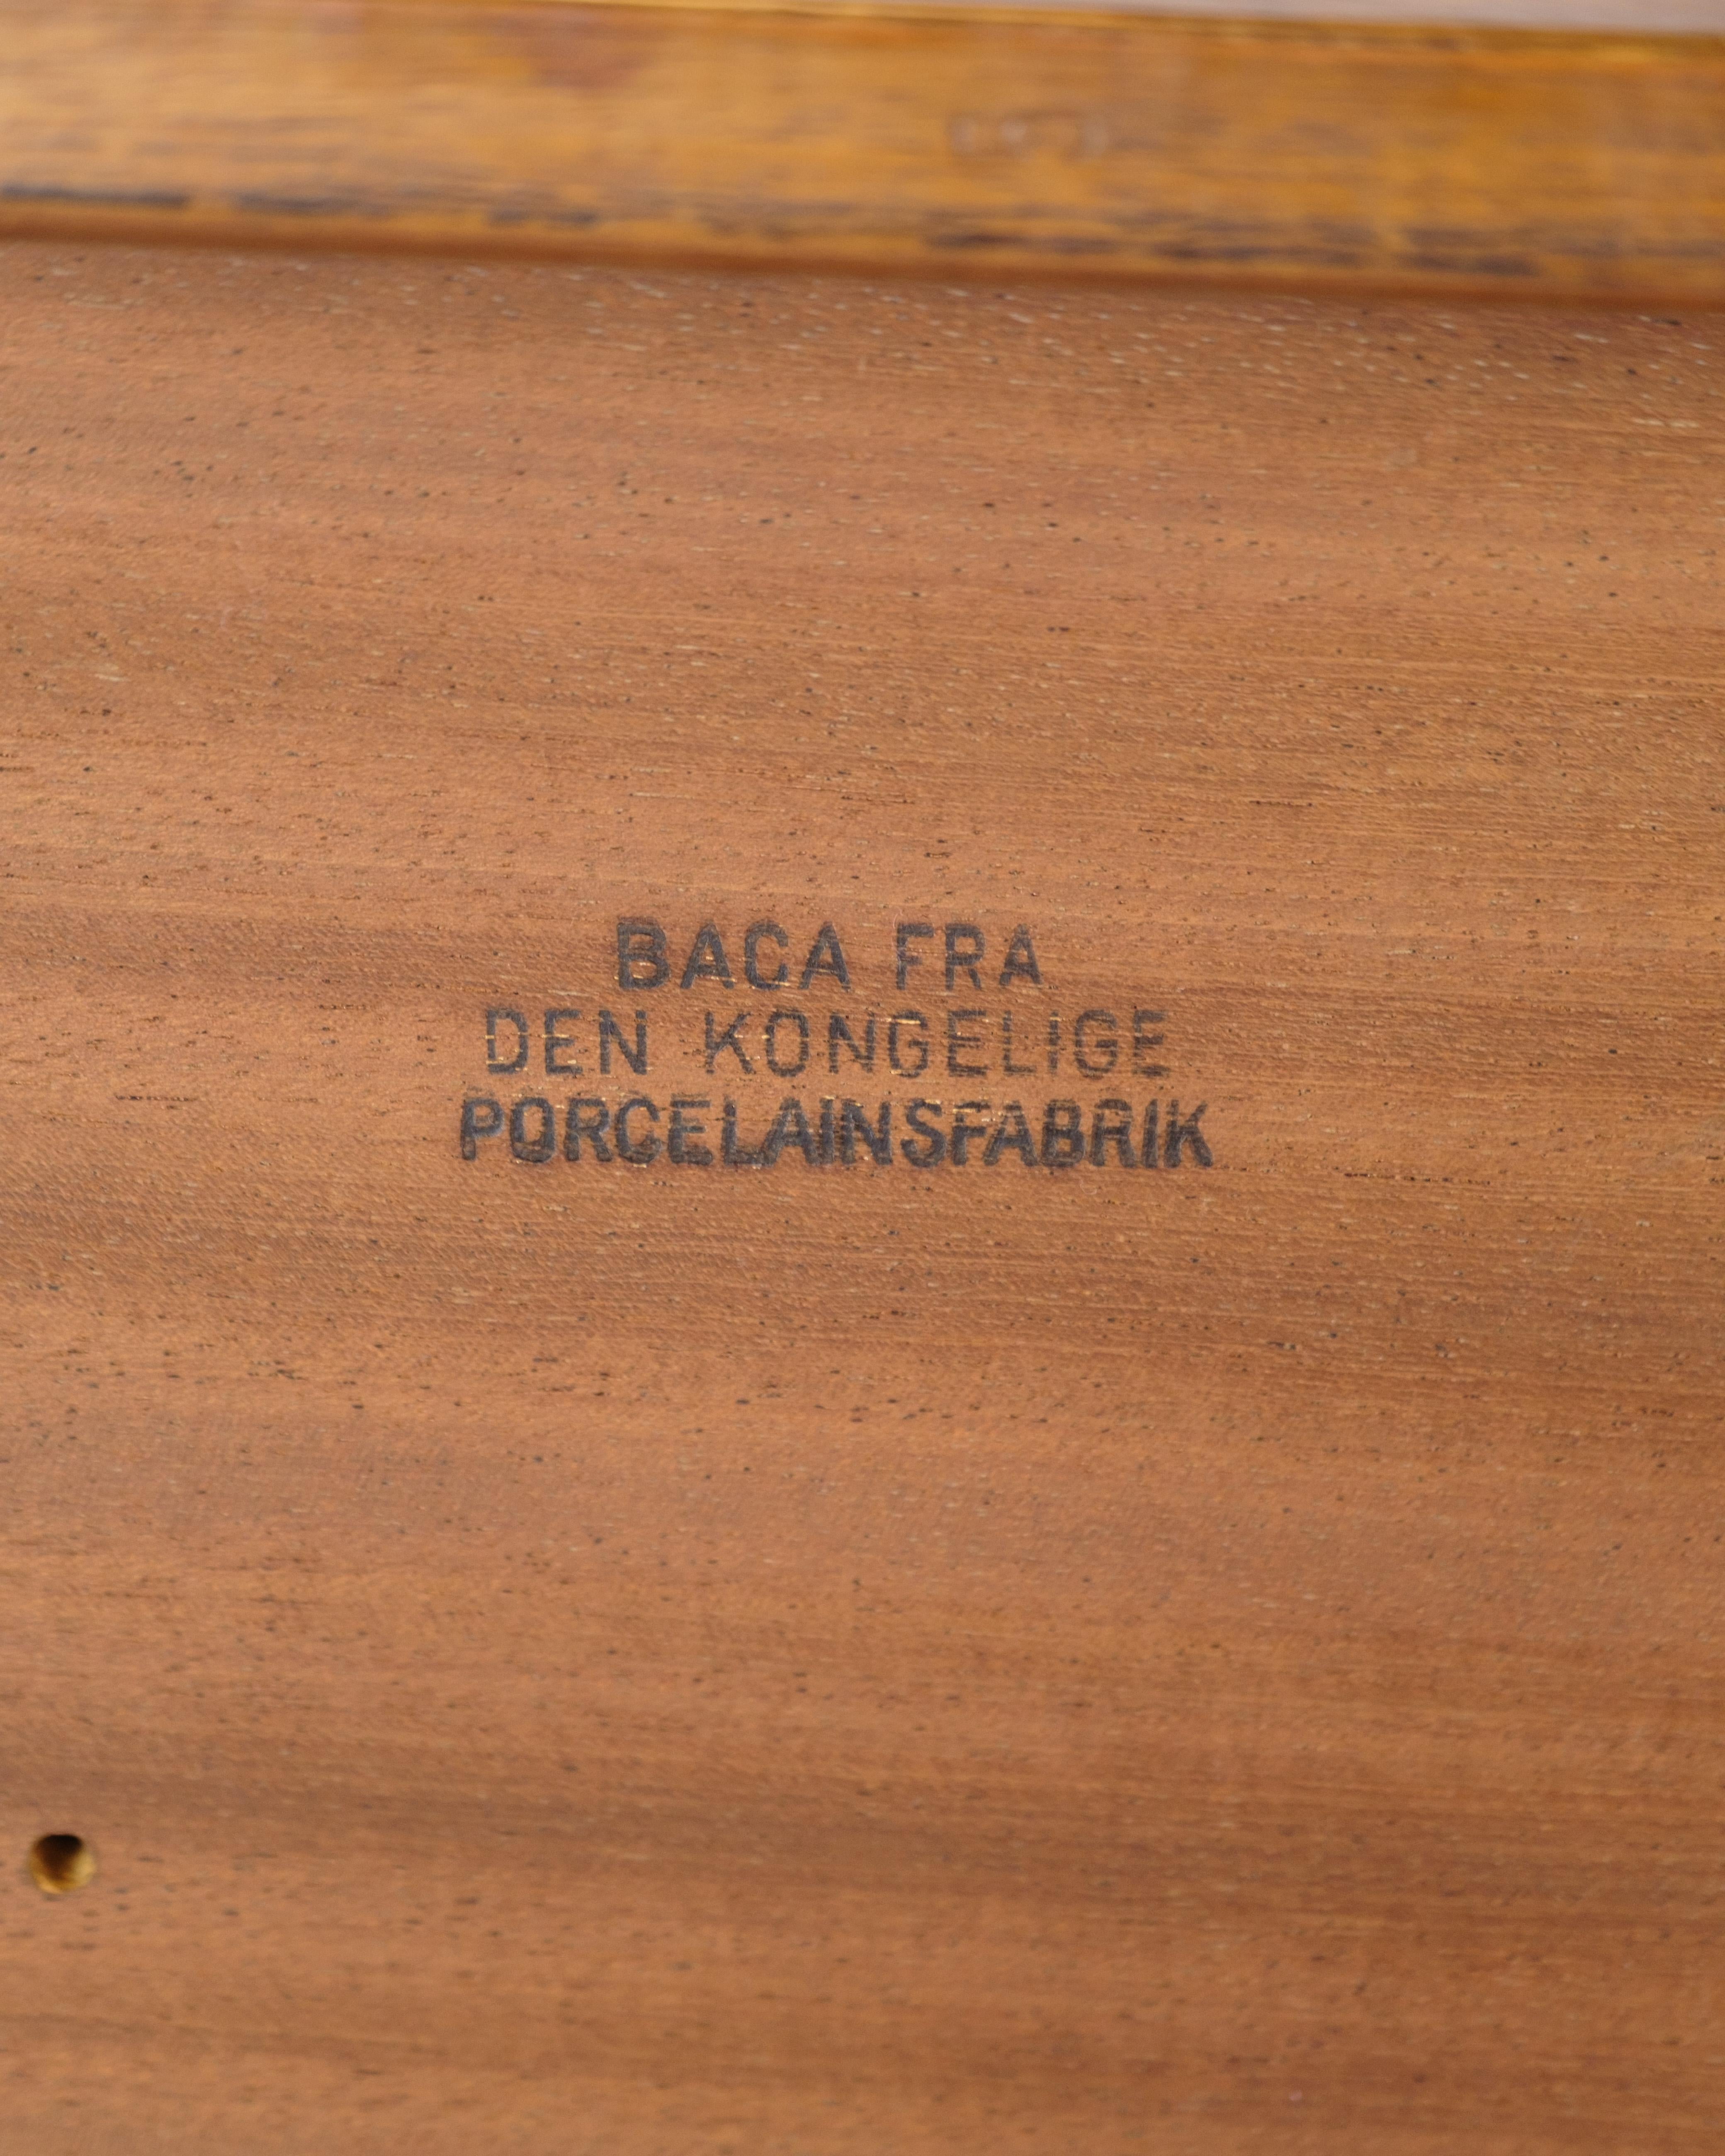 BACA FRA
DEN KONGELIGE
PORCELAINSFABRIK